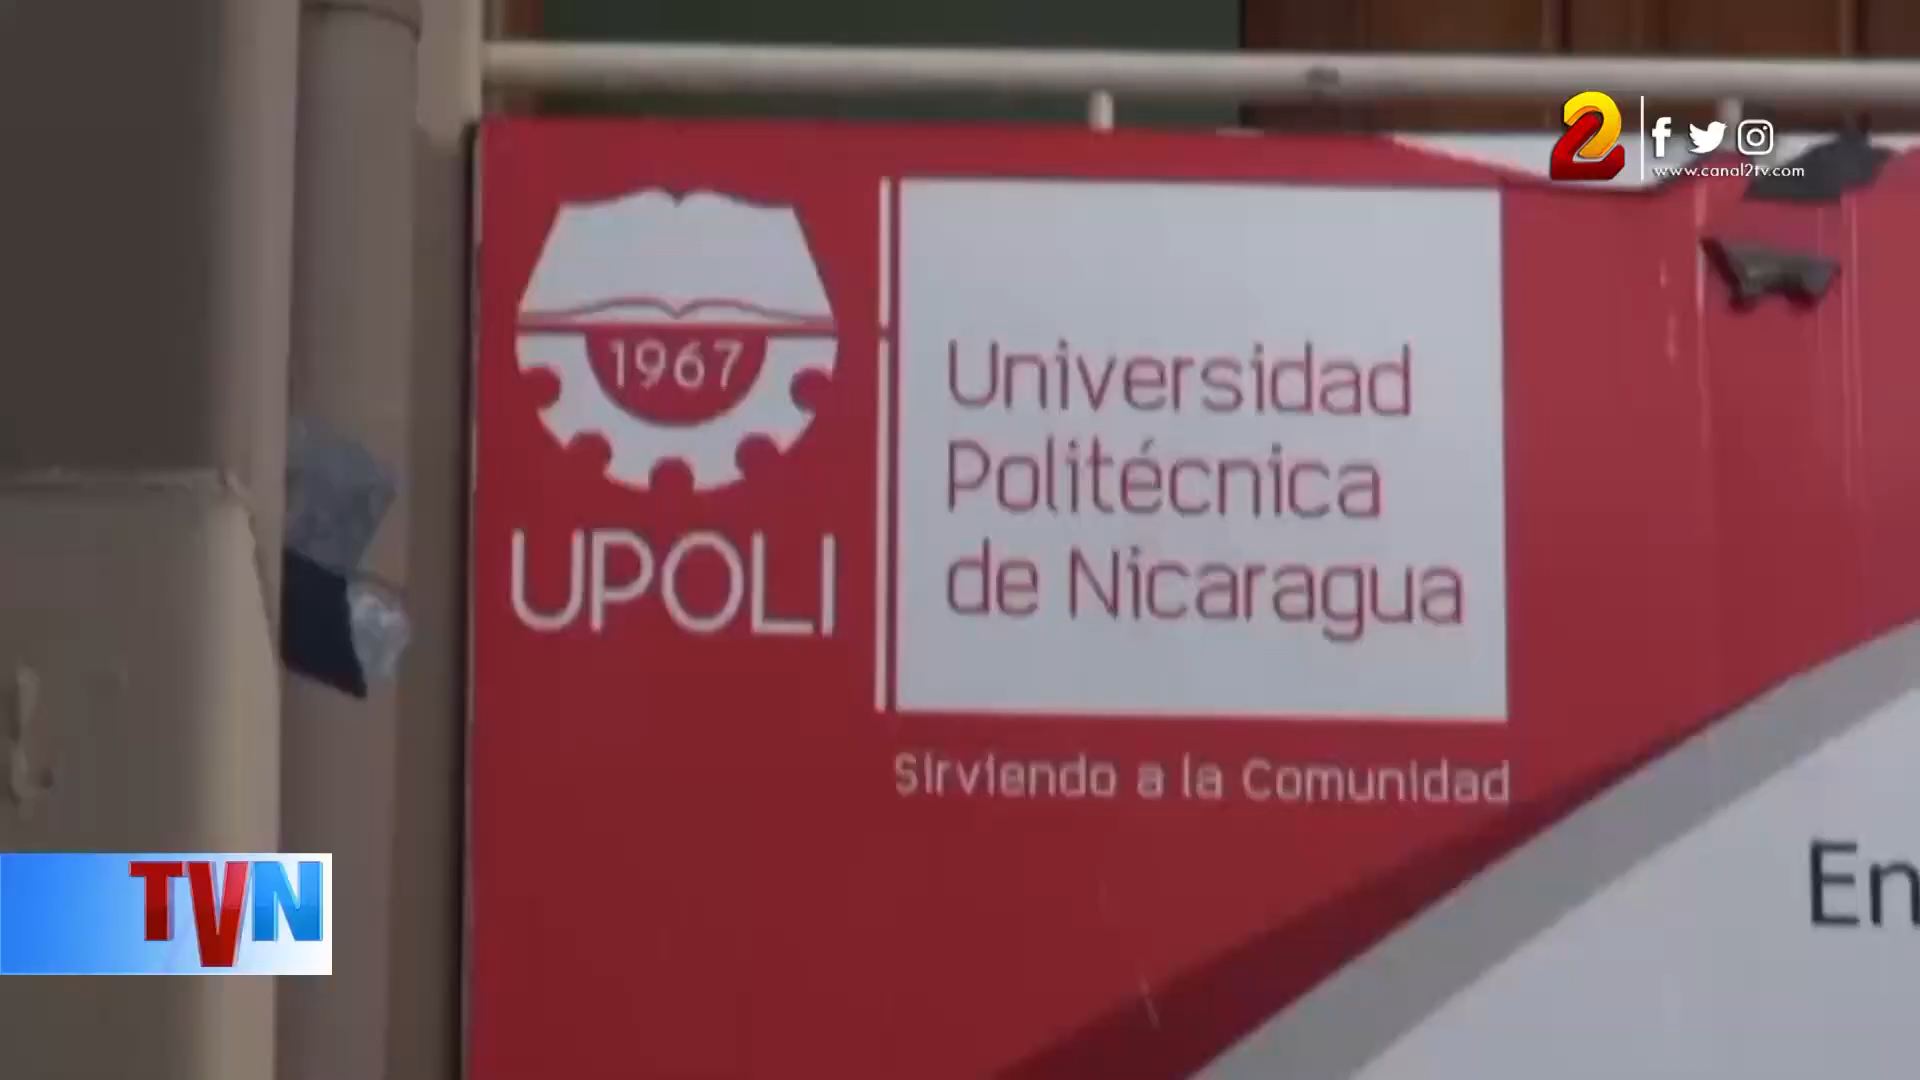 2
www.canal2tv.com
1967
UPOLI
Universidad
Politécnica
de Nicaragua
Sirviendo a la Comunidad
TVN
En